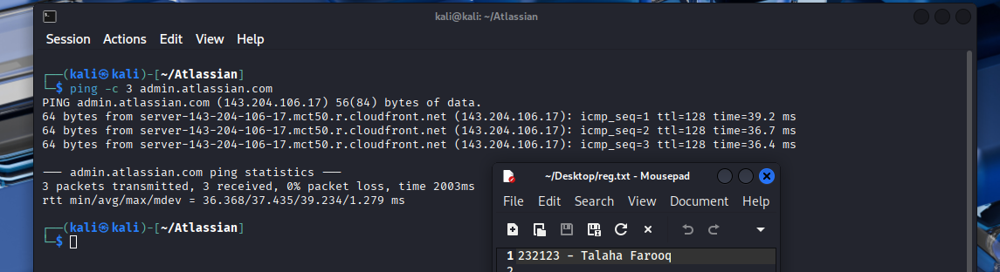 kali@kali: ~/Atlassian
Session Actions Edit View Help
┌──(kali㉿kali)-[~/Atlassian]
└─$ ping -c 3 admin.atlassian.com
PING admin.atlassian.com (143.204.106.17) 56(84) bytes of data.
64 bytes from server-143-204-106-17.mct50.r.cloudfront.net (143.204.106.17): icmp_seq=1 ttl=128 time=39.2 ms
64 bytes from server-143-204-106-17.mct50.r.cloudfront.net (143.204.106.17): icmp_seq=2 ttl=128 time=36.7 ms
64 bytes from server-143-204-106-17.mct50.r.cloudfront.net (143.204.106.17): icmp_seq=3 ttl=128 time=36.4 ms
--- admin.atlassian.com ping statistics ---
3 packets transmitted, 3 received, 0% packet loss, time 2003ms
rtt min/avg/max/mdev = 36.368/37.435/39.234/1.279 ms
┌──(kali㉿kali)-[~/Atlassian]
└─$
~/Desktop/reg.txt - Mousepad
File Edit Search View Document Help
1 232123 - Talaha Farooq
2